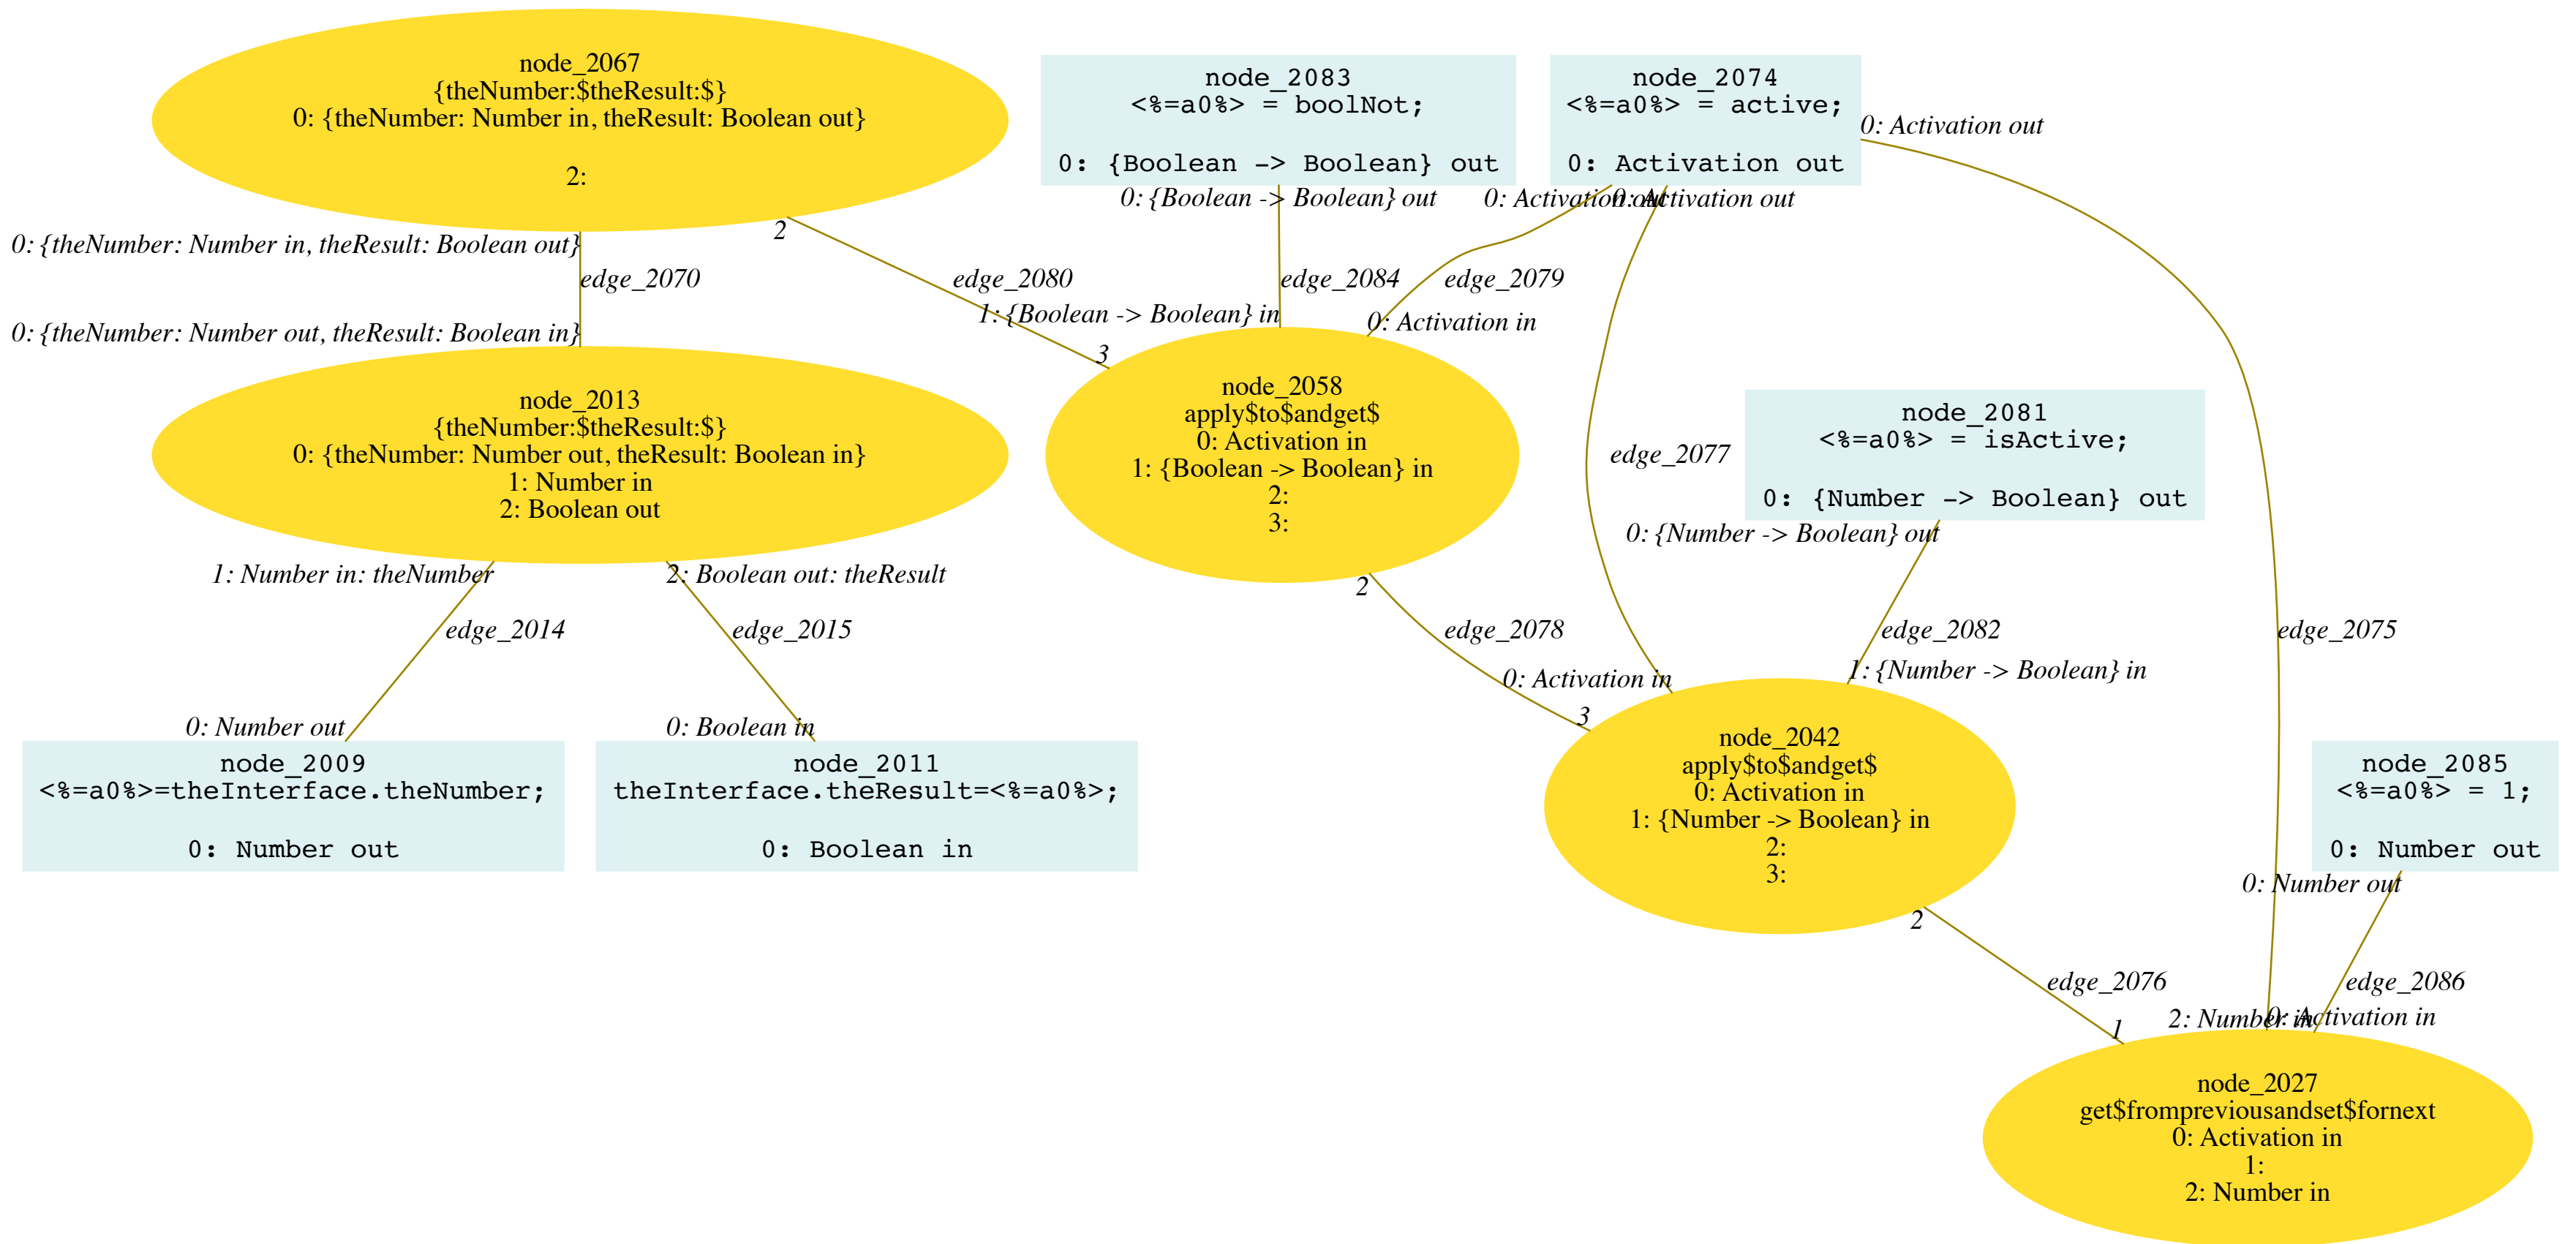 node_2067
{theNumber:$theResult:$}
0: {theNumber: Number in, theResult: Boolean out}
2:
node_2083
<%=a0%> = boolNot;
0: {Boolean -> Boolean} out
node_2074
<%=a0%> = active;
0: Activation out
0: Activation out
0: {Boolean -> Boolean} out
0: Activation out
0: Activation out
2
0: {theNumber: Number in, theResult: Boolean out}
edge_2070
edge_2080
edge_2084
edge_2079
1: {Boolean -> Boolean} in
0: Activation in
0: {theNumber: Number out, theResult: Boolean in}
3
node_2013
{theNumber:$theResult:$}
0: {theNumber: Number out, theResult: Boolean in}
1: Number in
2: Boolean out
node_2058
apply$to$andget$
0: Activation in
1: {Boolean -> Boolean} in
2:
3:
edge_2077
node_2081
<%=a0%> = isActive;
0: {Number -> Boolean} out
0: {Number -> Boolean} out
1: Number in: theNumber
2: Boolean out: theResult
2
edge_2014
edge_2015
edge_2078
edge_2082
edge_2075
0: Activation in
1: {Number -> Boolean} in
0: Number out
0: Boolean in
3
node_2009
<%=a0%>=theInterface.theNumber;
0: Number out
node_2011
theInterface.theResult=<%=a0%>;
0: Boolean in
node_2042
apply$to$andget$
0: Activation in
1: {Number -> Boolean} in
2:
3:
node_2085
<%=a0%> = 1;
0: Number out
0: Number out
2
edge_2076
edge_2086
2: Number in
0: Activation in
1
node_2027
get$frompreviousandset$fornext
0: Activation in
1:
2: Number in